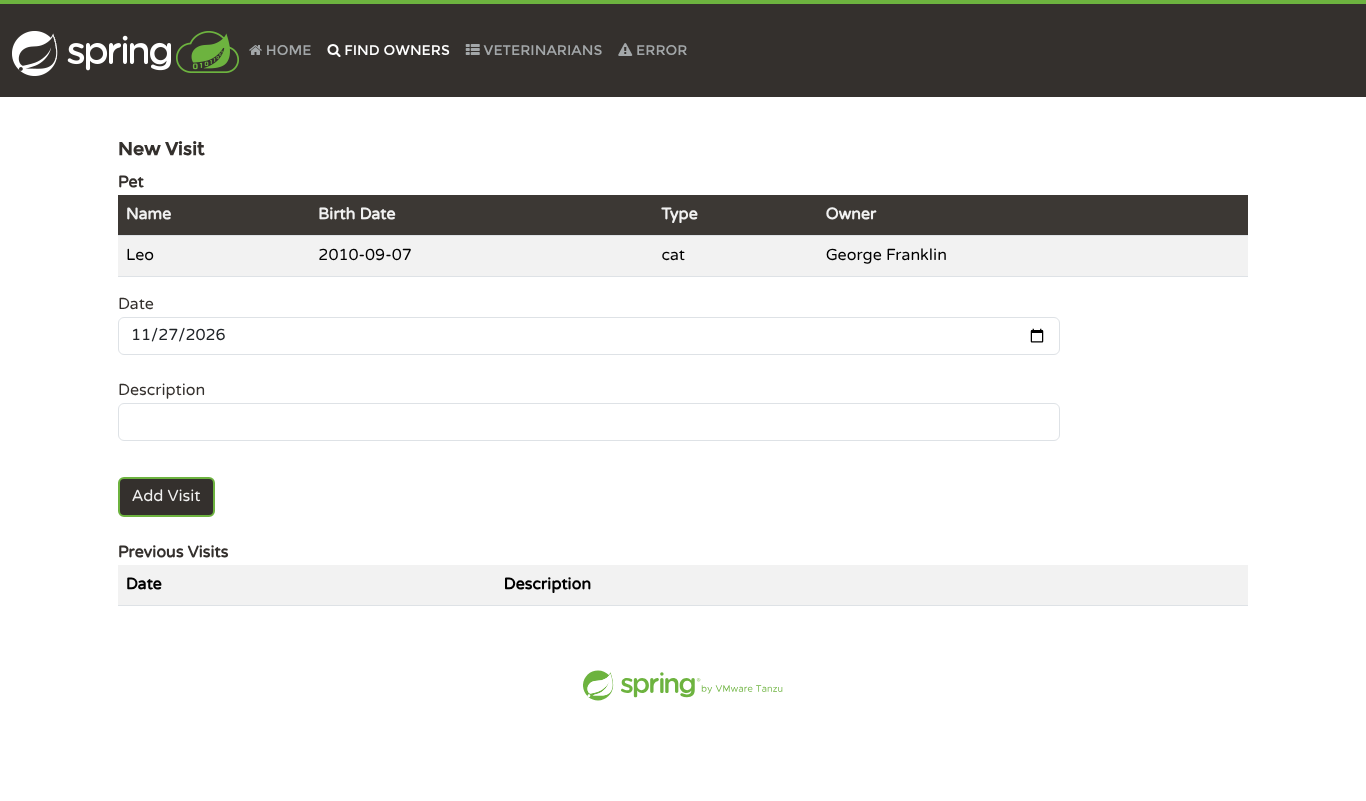 spring HOME FIND OWNERS VETERINARIANS ERROR
New Visit
Pet
Name Birth Date Type Owner
Leo 2010-09-07 cat George Franklin
Date
11/27/2026
Description
Add Visit
Previous Visits
Date Description
spring by VMware Tanzu